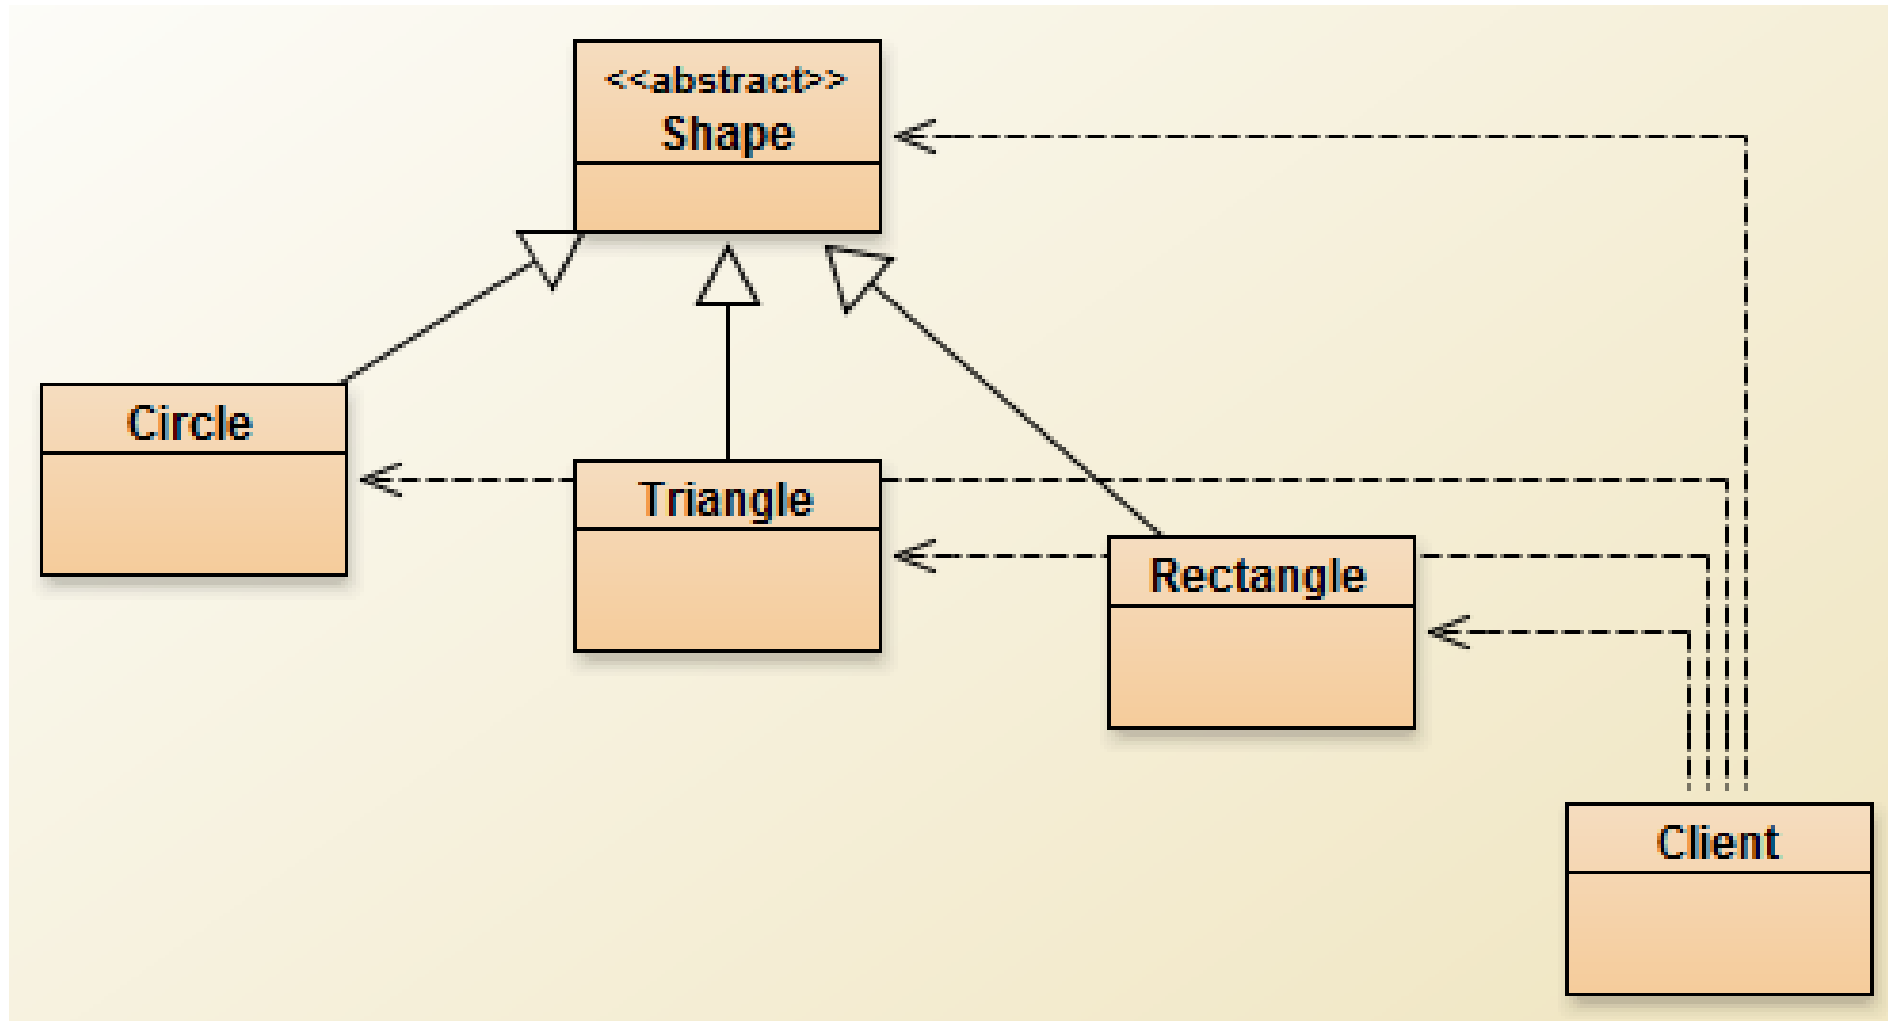 <<abstract>>
Shape
Circle
Triangle
Rectangle
Client